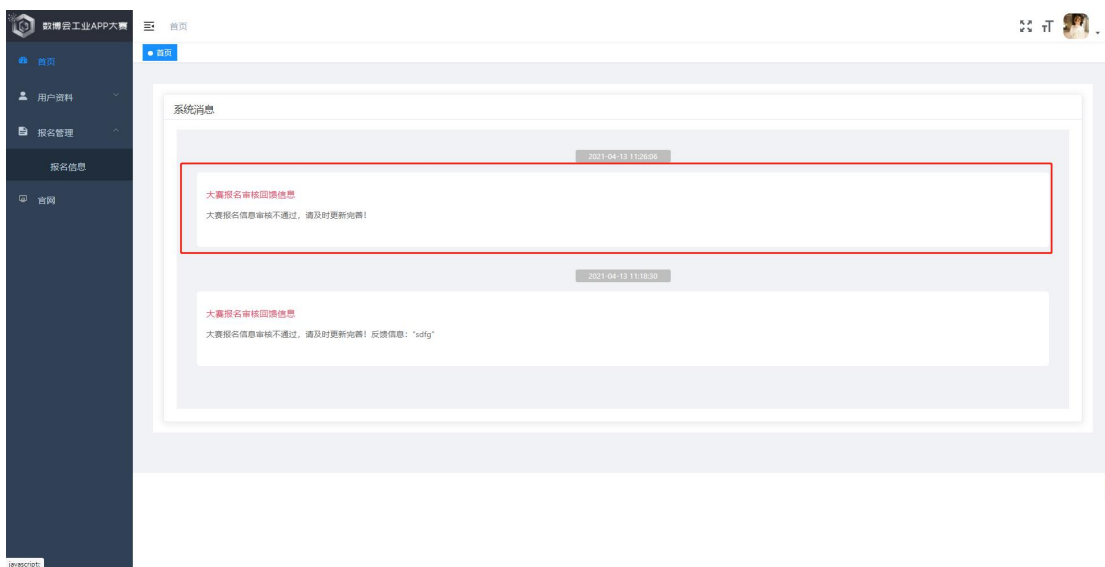 数博云工业APP大赛
首页
首页
首页
用户资料
报名管理
报名信息
官网
系统消息
2021-04-13 11:26:06
大赛报名审核回馈信息
大赛报名信息审核不通过，请及时更新完善！
2021-04-13 11:18:30
大赛报名审核回馈信息
大赛报名信息审核不通过，请及时更新完善！反馈信息："sdfg"
javascript: